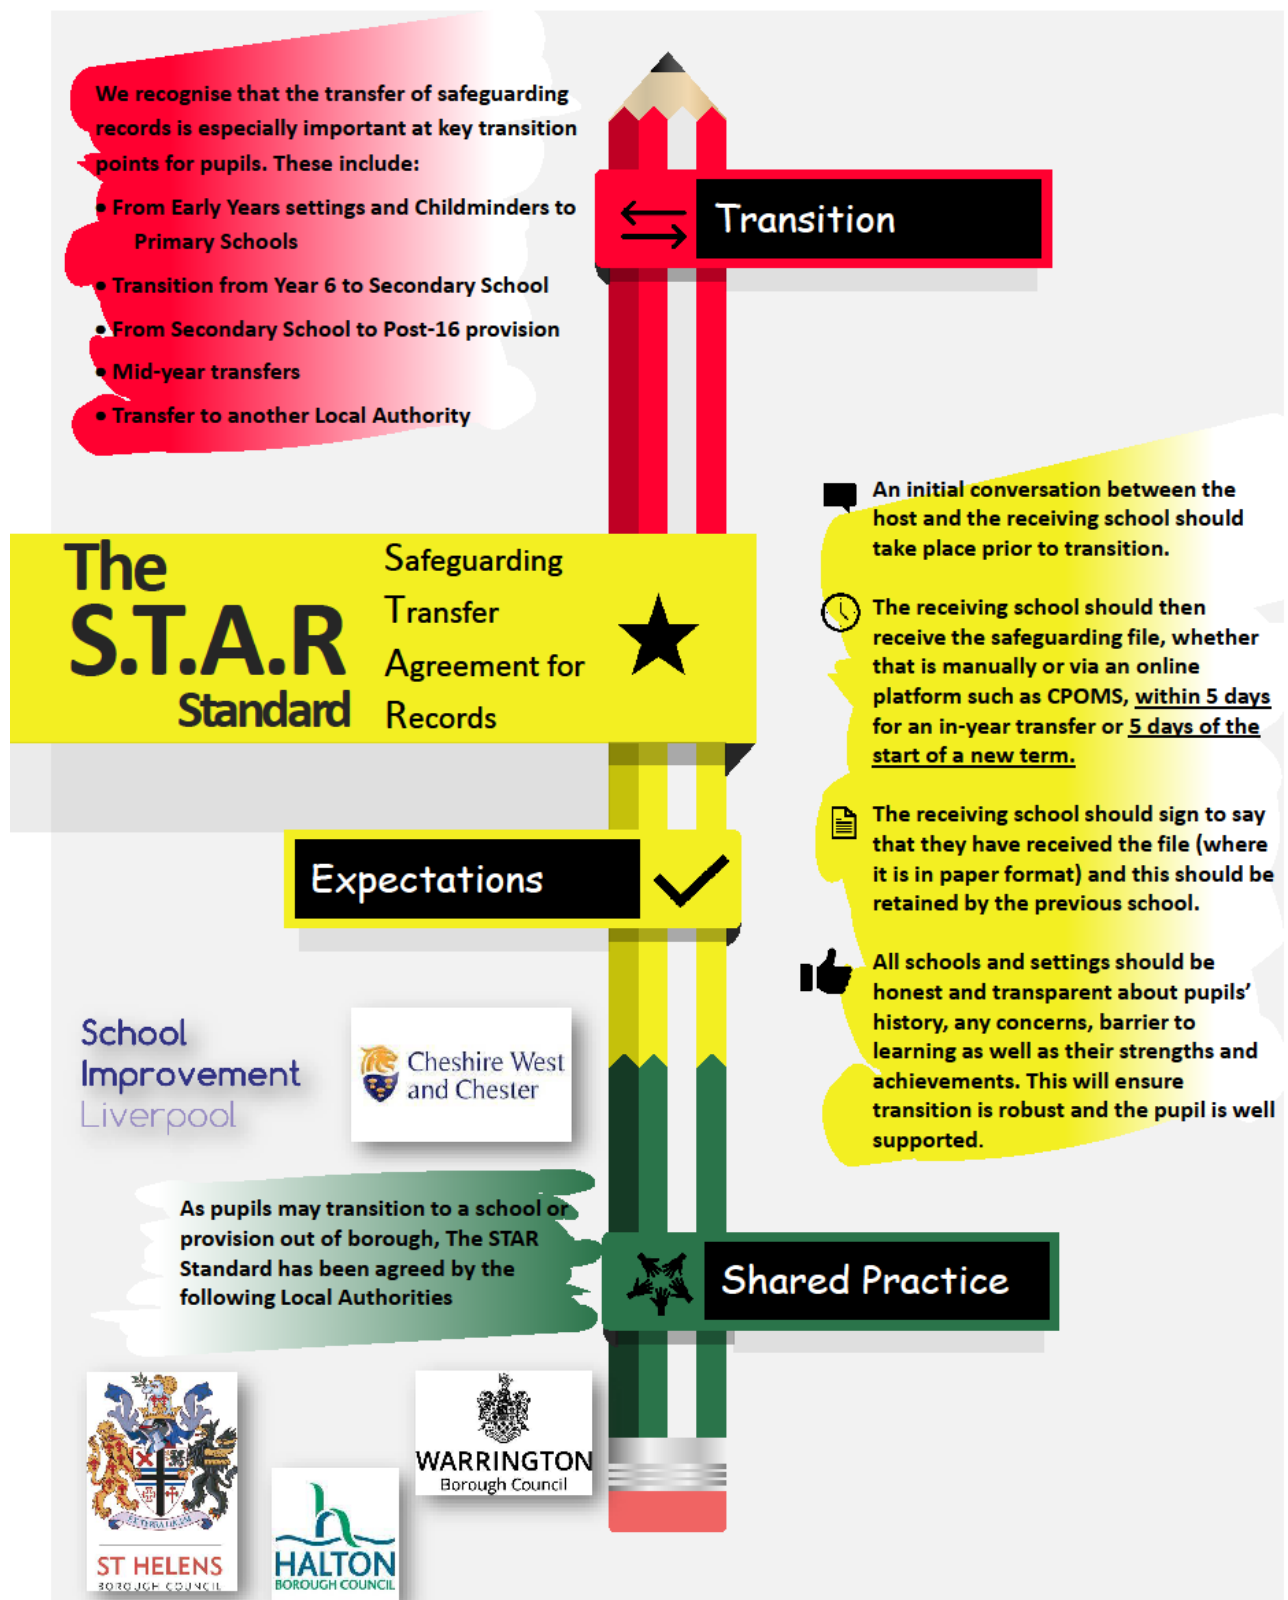 We recognise that the transfer of safeguarding
records is especially important at key transition
points for pupils. These include:
• From Early Years settings and Childminders to
Primary Schools
• Transition from Year 6 to Secondary School
• From Secondary School to Post-16 provision
• Mid-year transfers
• Transfer to another Local Authority
Transition
The
S.T.A.R
Standard
Safeguarding
Transfer
Agreement for
Records
An initial conversation between the
host and the receiving school should
take place prior to transition.
The receiving school should then
receive the safeguarding file, whether
that is manually or via an online
platform such as CPOMS, within 5 days
for an in-year transfer or 5 days of the
start of a new term.
The receiving school should sign to say
that they have received the file (where
it is in paper format) and this should be
retained by the previous school.
All schools and settings should be
honest and transparent about pupils'
history, any concerns, barrier to
learning as well as their strengths and
achievements. This will ensure
transition is robust and the pupil is well
supported.
Expectations
School
Improvement
Liverpool
Cheshire West
and Chester
As pupils may transition to a school or
provision out of borough, The STAR
Standard has been agreed by the
following Local Authorities
Shared Practice
ST HELENS
BOROUGH COUNCIL
HALTON
BOROUGH COUNCIL
WARRINGTON
Borough Council